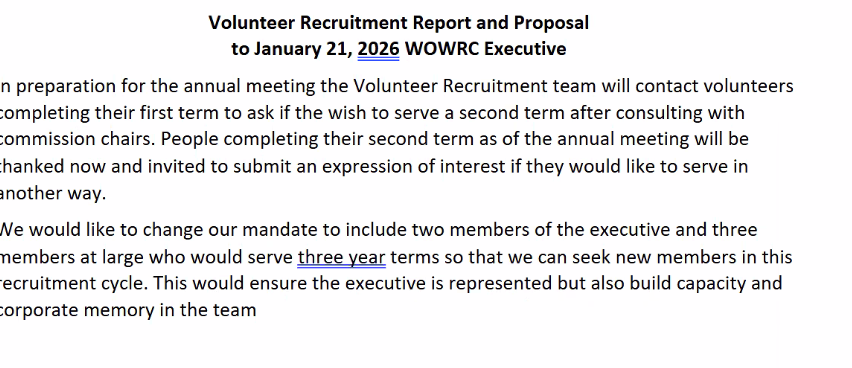 Volunteer Recruitment Report and Proposal
to January 21, 2026 WOWRC Executive
n preparation for the annual meeting the Volunteer Recruitment team will contact volunteers
completing their first term to ask if the wish to serve a second term after consulting with
commission chairs. People completing their second term as of the annual meeting will be
thanked now and invited to submit an expression of interest if they would like to serve in
another way.
We would like to change our mandate to include two members of the executive and three
members at large who would serve three year terms so that we can seek new members in this
recruitment cycle. This would ensure the executive is represented but also build capacity and
corporate memory in the team